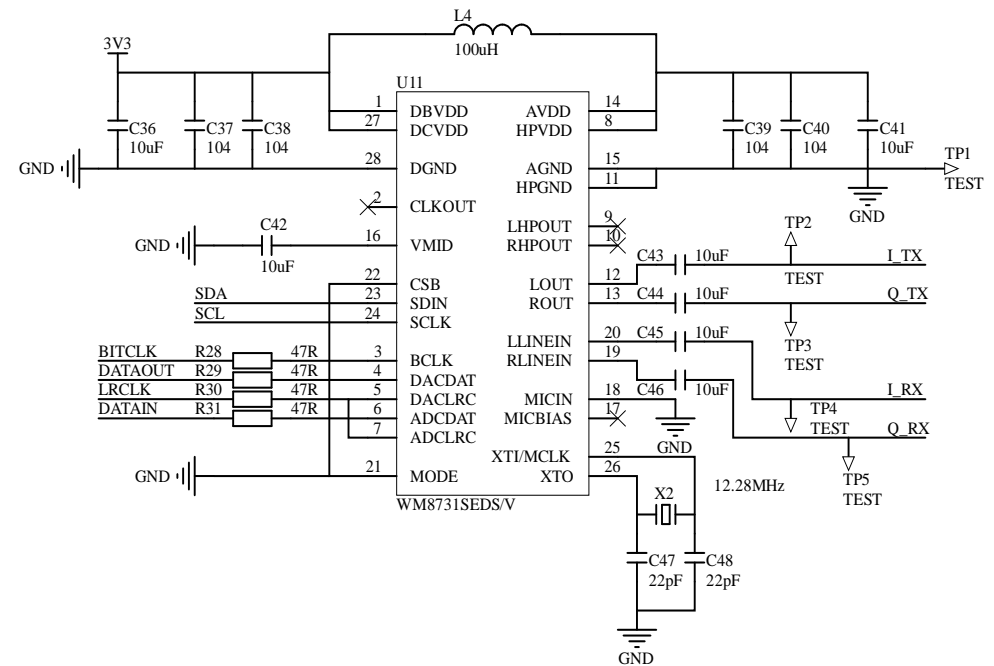 L4
100uH
3V3
U11
C36
10uF
C37
104
C38
104
1
DBVDD
27
DCVDD
AVDD
14
HPVDD
8
C39
104
C40
104
C41
10uF
GND
28
DGND
AGND
15
HPGND
11
TP1
TEST
GND
2
CLKOUT
C42
GND
10uF
16
VMID
LHPOUT
9
RHPOUT
10
TP2
TEST
22
CSB
LOUT
12
C43
10uF
I_TX
SDA
23
SDIN
ROUT
13
C44
10uF
Q_TX
SCL
24
SCLK
TP3
TEST
LLINEIN
20
C45
10uF
BITCLK
R28
47R
3
BCLK
RLINEIN
19
DATAOUT
R29
47R
4
DACDAT
C46
10uF
LRCLK
R30
47R
5
DACLRC
MICIN
18
I_RX
DATAIN
R31
47R
6
ADCDAT
MICBIAS
17
TP4
TEST
7
ADCLRC
GND
Q_RX
XTI/MCLK
25
GND
21
MODE
XTO
26
TP5
TEST
WM8731SEDS/V
X2
12.28MHz
C47
22pF
C48
22pF
GND